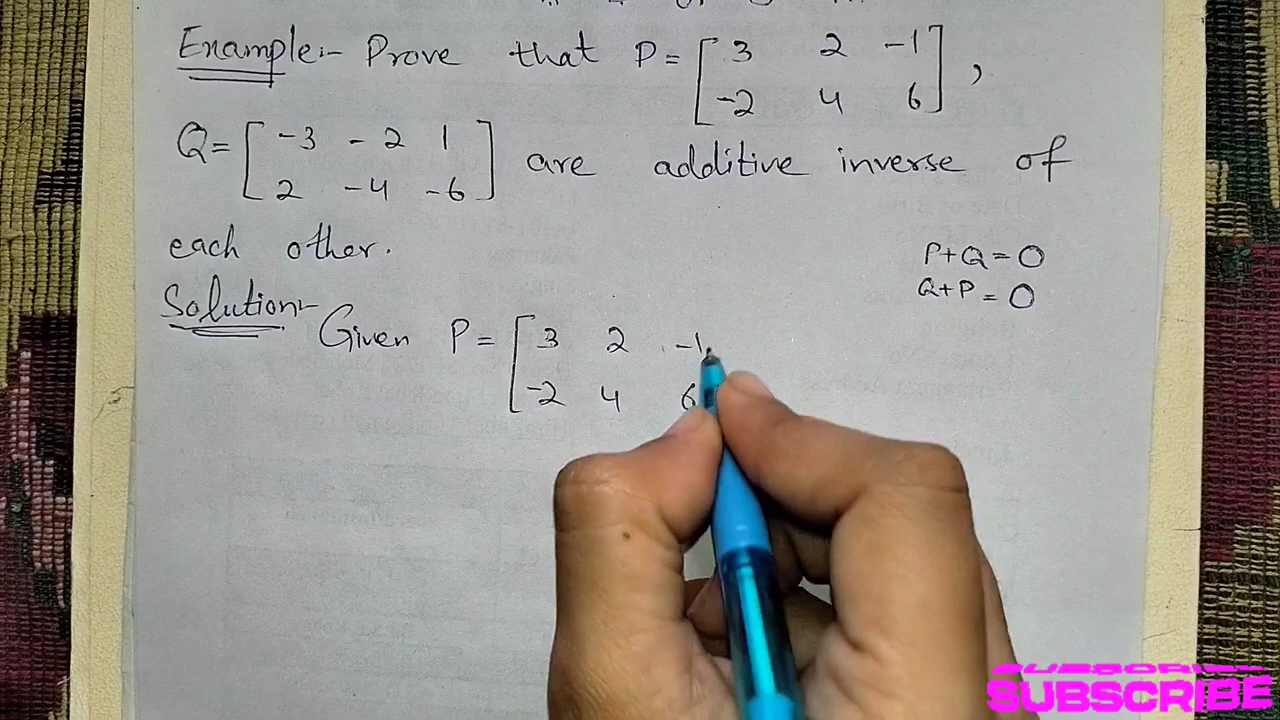 Example:- Prove that P = [ 3 2 -1
-2 4 6 ] ,
Q = [ -3 -2 1
2 -4 -6 ] are additive inverse of
each other.
P+Q = O
Q+P = O
Solution:-
Given P = [ 3 2 -1
-2 4 6
SUBSCRIBE
SUBSCRIBE